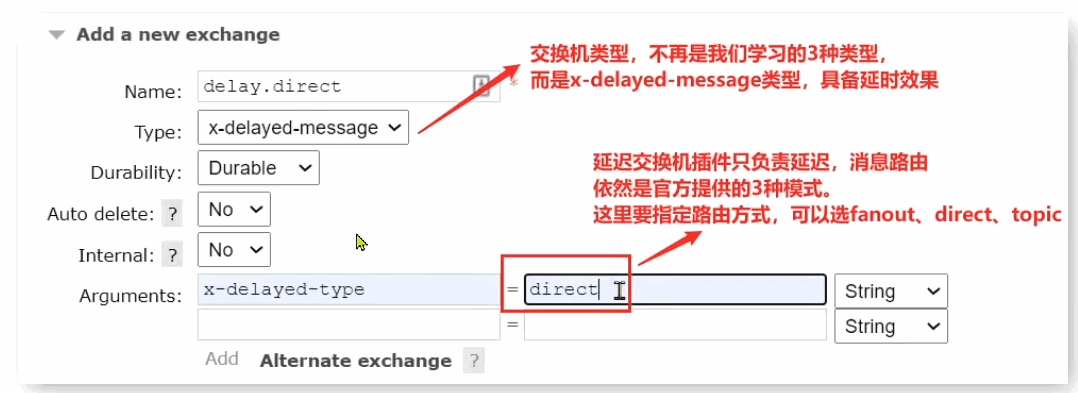 Add a new exchange
交换机类型，不再是我们学习的3种类型，
而是x-delayed-message类型，具备延时效果
Name: delay.direct *
Type: x-delayed-message
延迟交换机插件只负责延迟，消息路由
依然是官方提供的3种模式。
这里要指定路由方式，可以选fanout、direct、topic
Durability: Durable
Auto delete: ? No
Internal: ? No
Arguments: x-delayed-type = direct String
= String
Add Alternate exchange ?